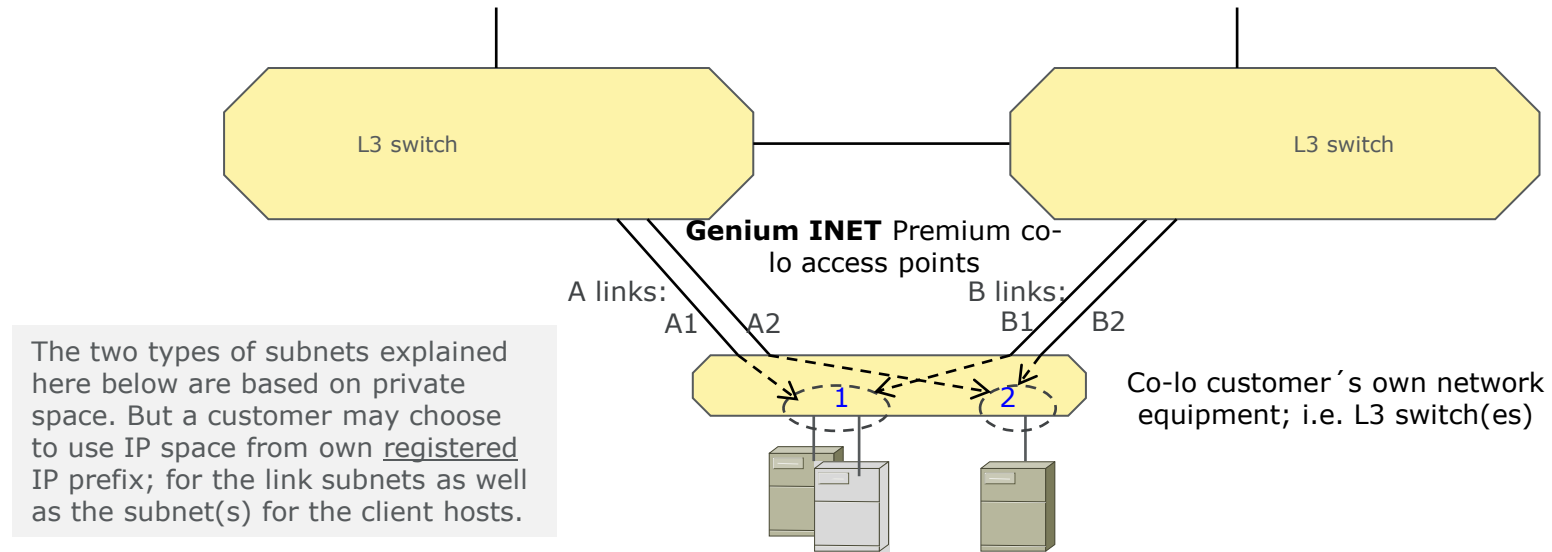 L3 switch
L3 switch
Genium INET Premium co-
lo access points
A links:
A1
A2
B links:
B1
B2
The two types of subnets explained
here below are based on private
space. But a customer may choose
to use IP space from own registered
IP prefix; for the link subnets as well
as the subnet(s) for the client hosts.
1
2
Co-lo customer´s own network
equipment; i.e. L3 switch(es)